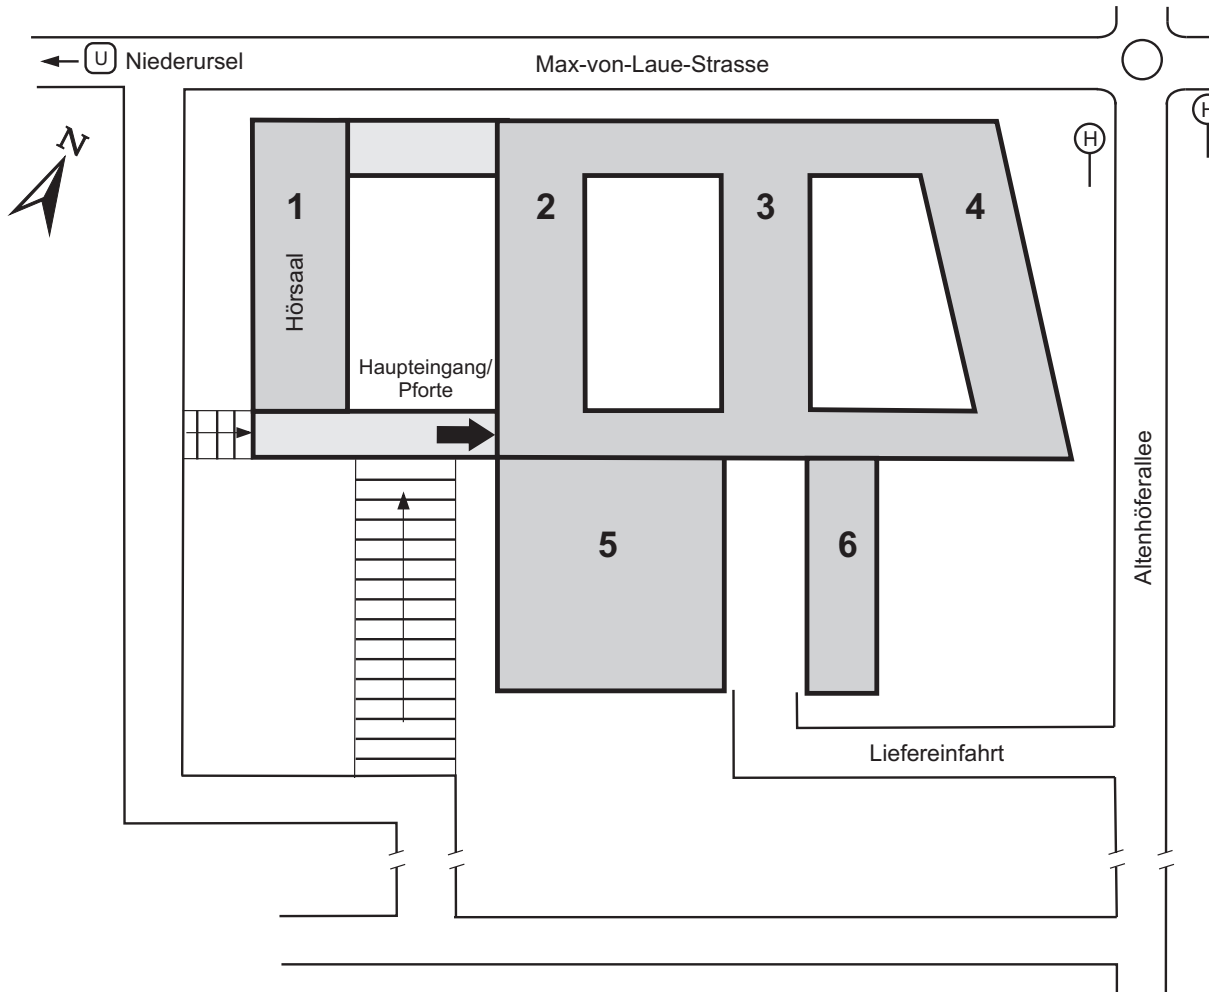 U Niederursel
Max-von-Laue-Strasse
N
H
H
1
2
3
4
Hörsaal
Haupteingang/
Pforte
Altenhöferallee
5
6
Liefereinfahrt